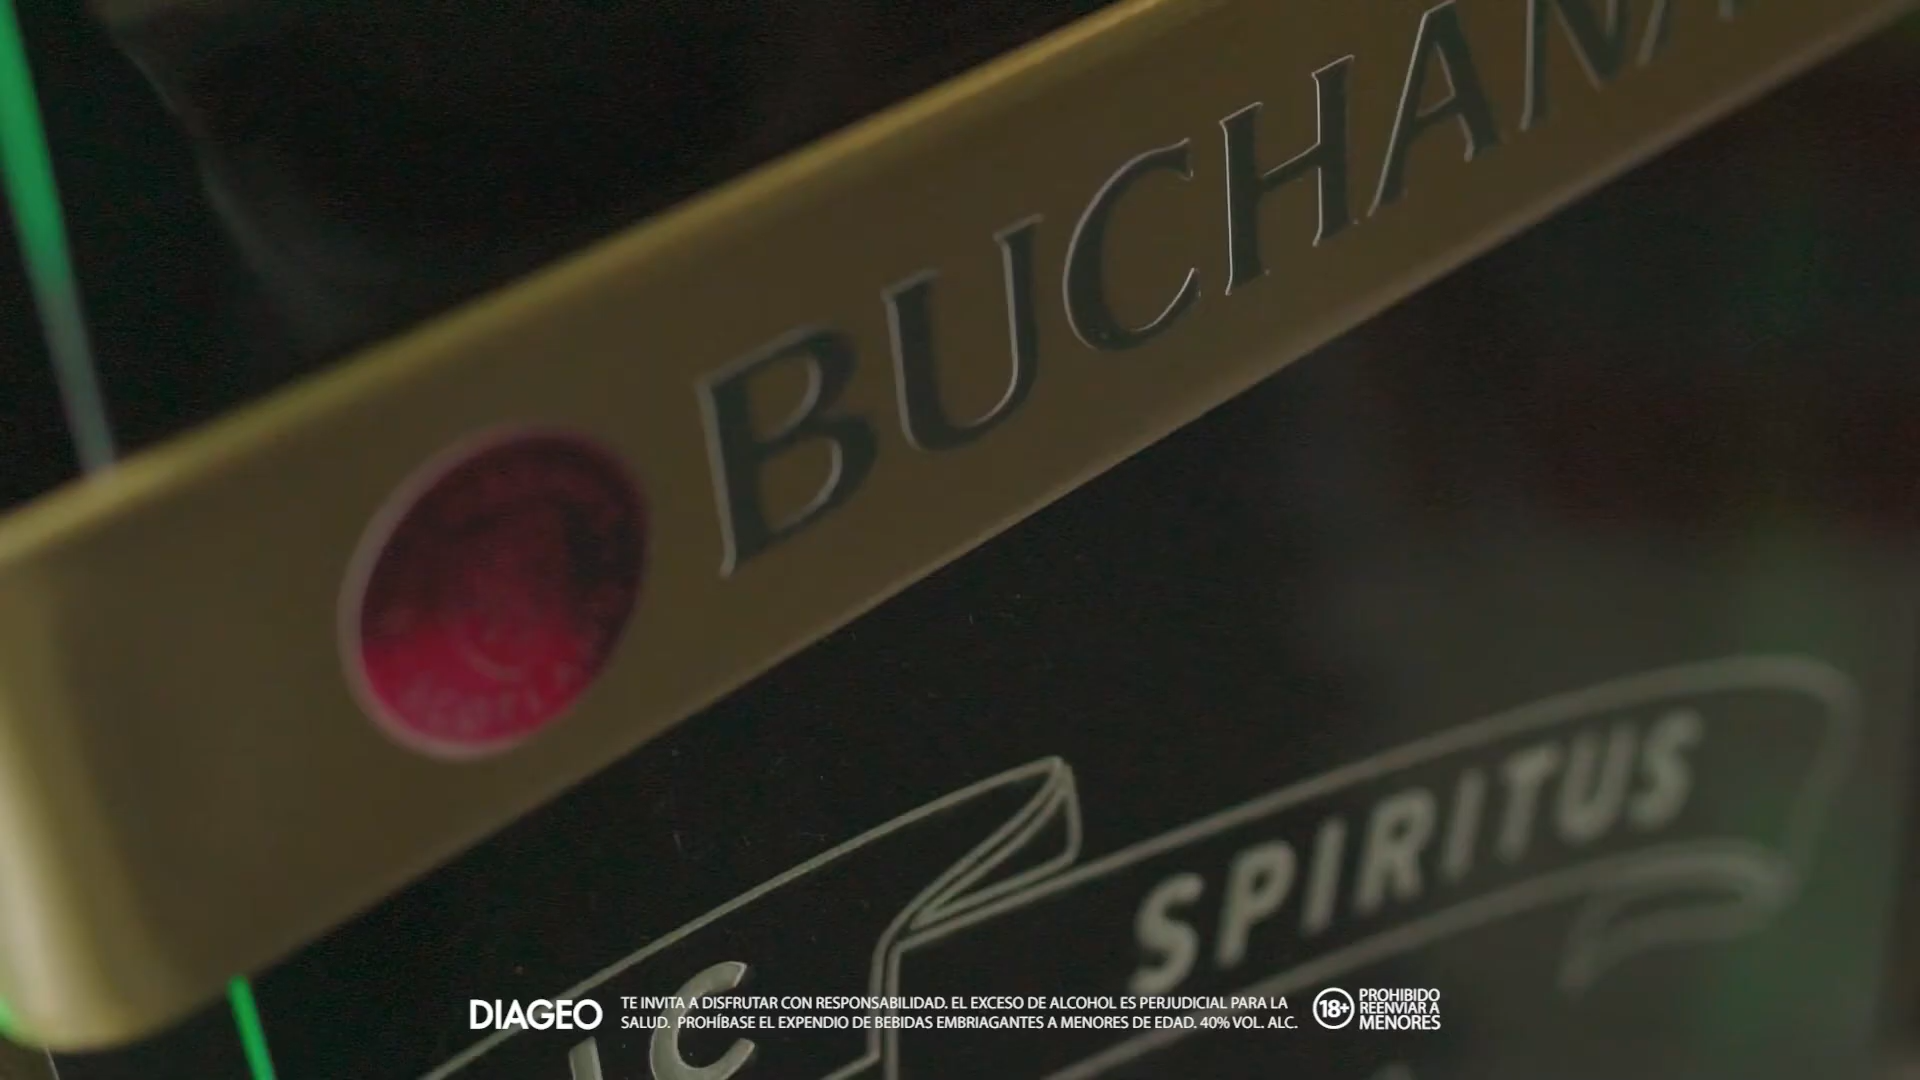 BUCHANA
SPIRITUS
IC
DIAGEO
TE INVITA A DISFRUTAR CON RESPONSABILIDAD. EL EXCESO DE ALCOHOL ES PERJUDICIAL PARA LA
SALUD. PROHÍBASE EL EXPENDIO DE BEBIDAS EMBRIAGANTES A MENORES DE EDAD. 40% VOL. ALC.
18+
PROHIBIDO
REENVIAR A
MENORES